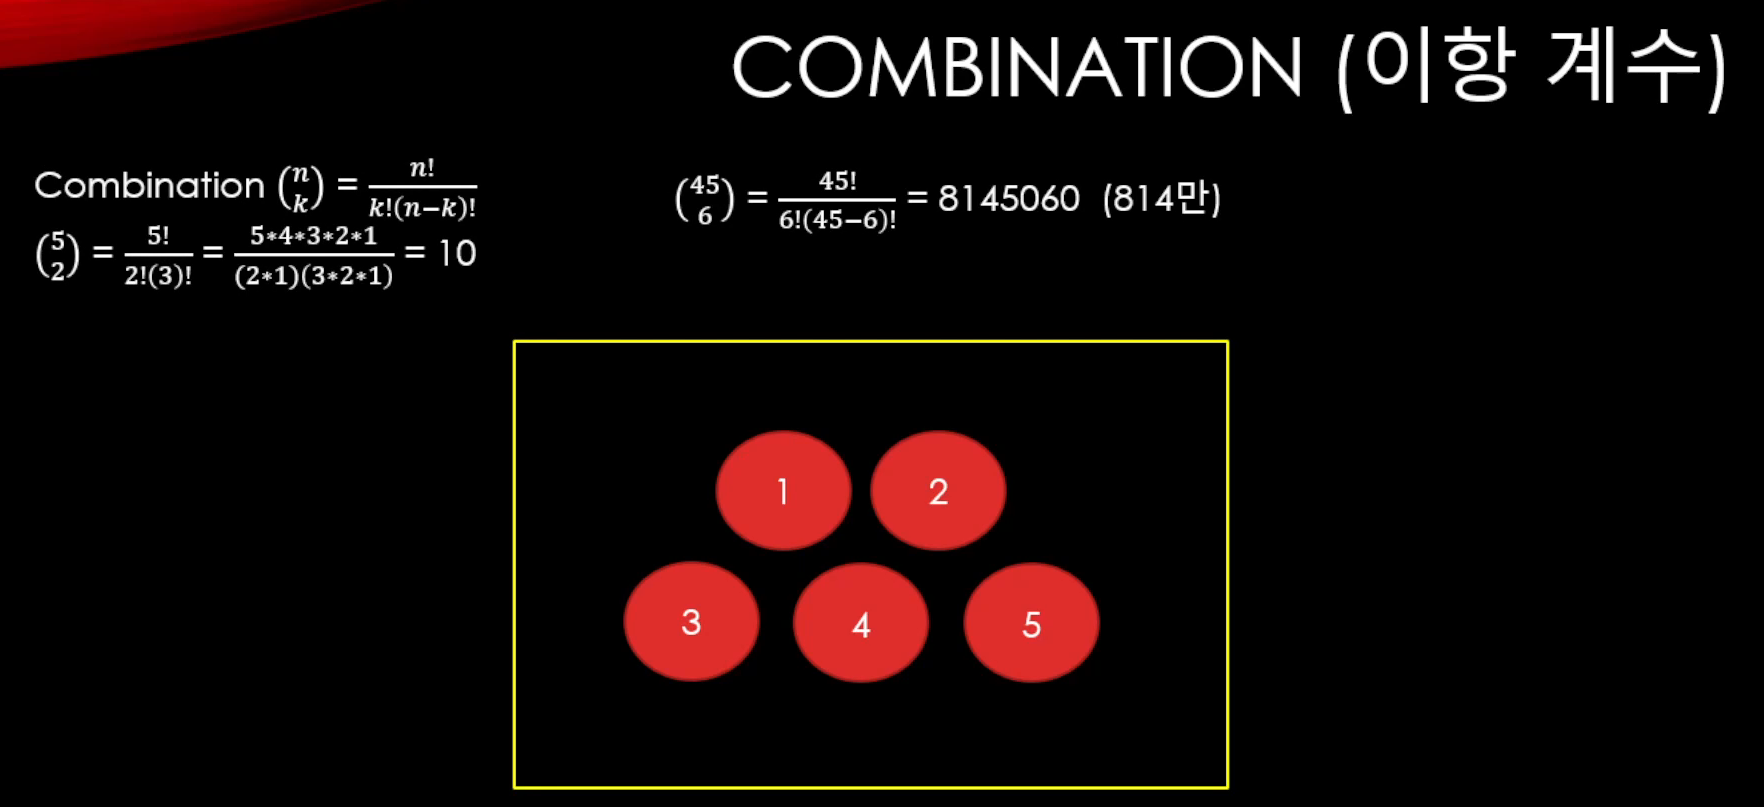 COMBINATION (이항 계수)
Combination (n k) = n! / k!(n−k)!
(5 2) = 5! / 2!(3)! = 5*4*3*2*1 / (2*1)(3*2*1) = 10
(45 6) = 45! / 6!(45−6)! = 8145060 (814만)
1 2
3 4 5